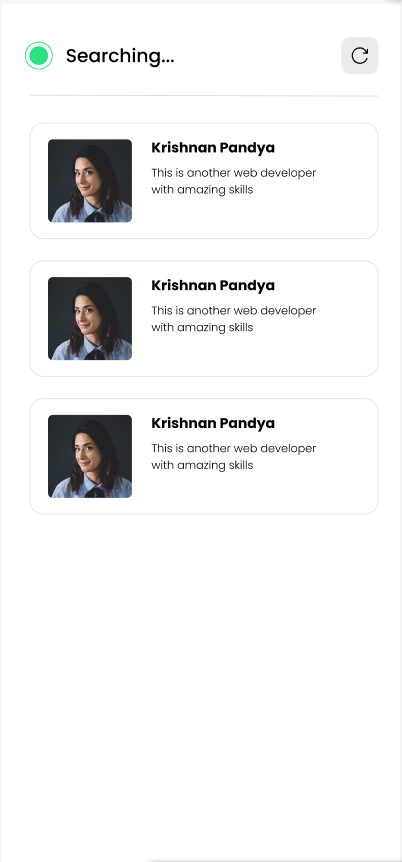 Searching...
Krishnan Pandya
This is another web developer
with amazing skills
Krishnan Pandya
This is another web developer
with amazing skills
Krishnan Pandya
This is another web developer
with amazing skills